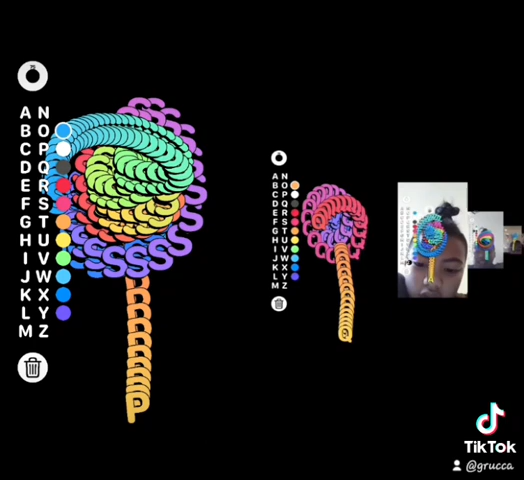 A N
B O
C P
D Q
E R
F S
G T
H U
I V
J W
K X
L Y
M Z
S S S S S
P
A N
B O
C P
D Q
E R
F S
G T
H U
I V
J W
K X
L Y
M Z
TikTok
@grucca